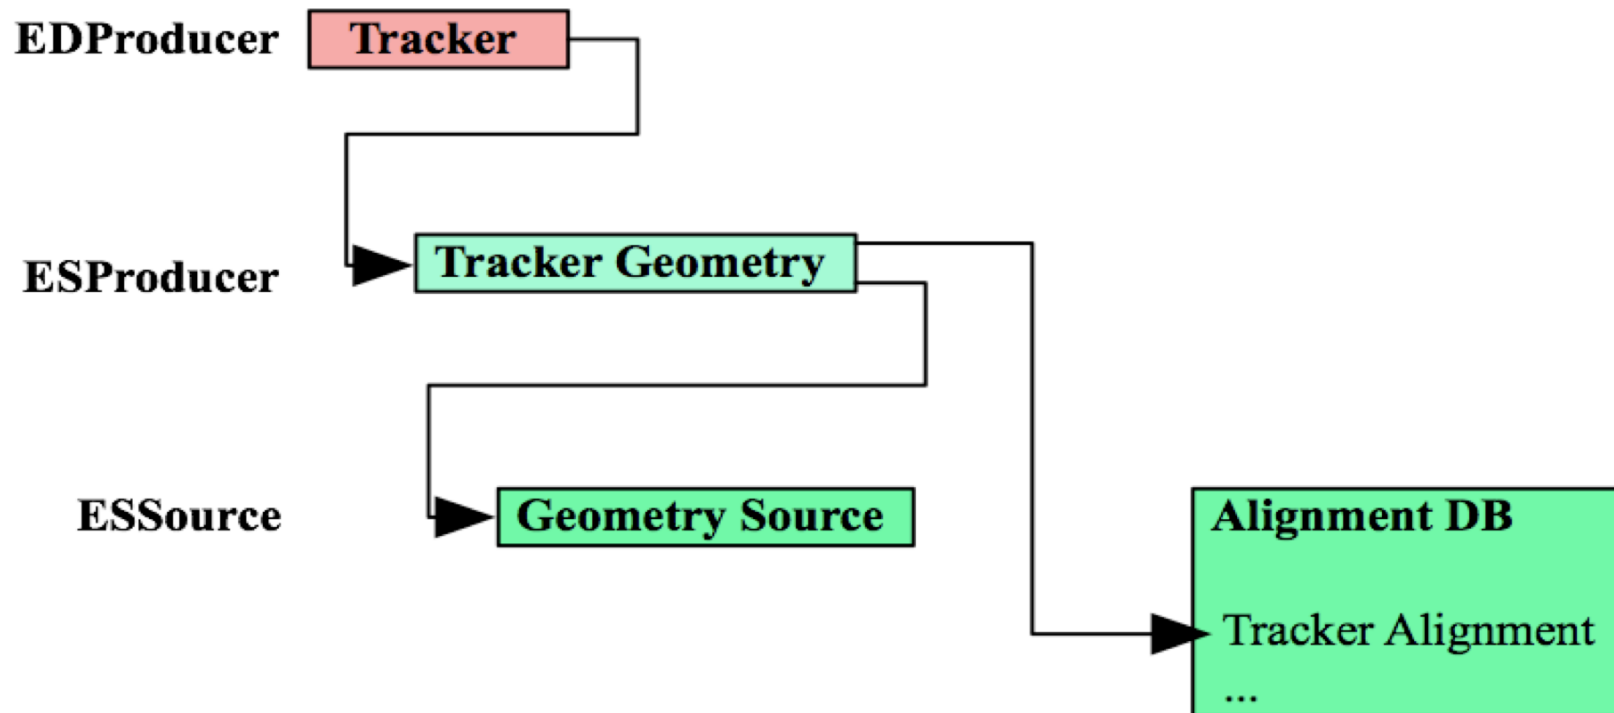 EDProducer Tracker
ESProducer Tracker Geometry
ESSource Geometry Source Alignment DB
Tracker Alignment
...